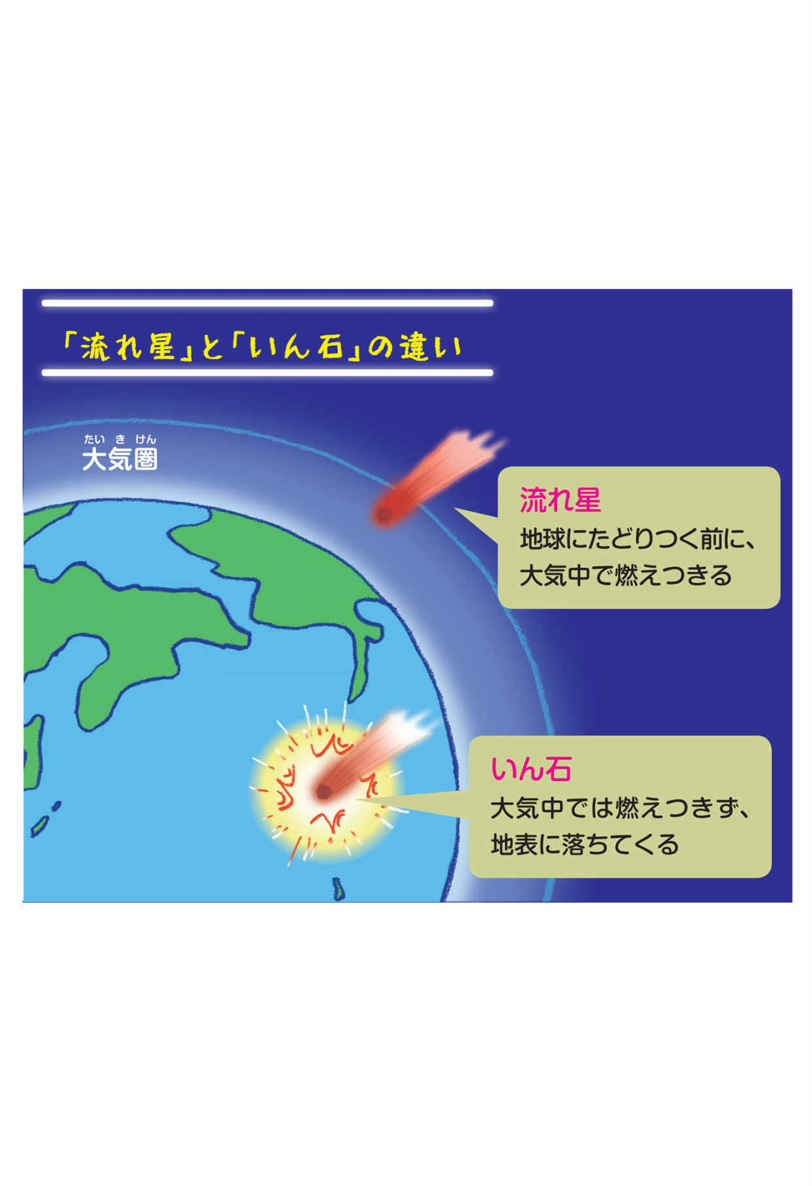 「流れ星」と「いん石」の違い
たいきけん
大気圏
流れ星
地球にたどりつく前に、
大気中で燃えつきる
いん石
大気中では燃えつきず、
地表に落ちてくる